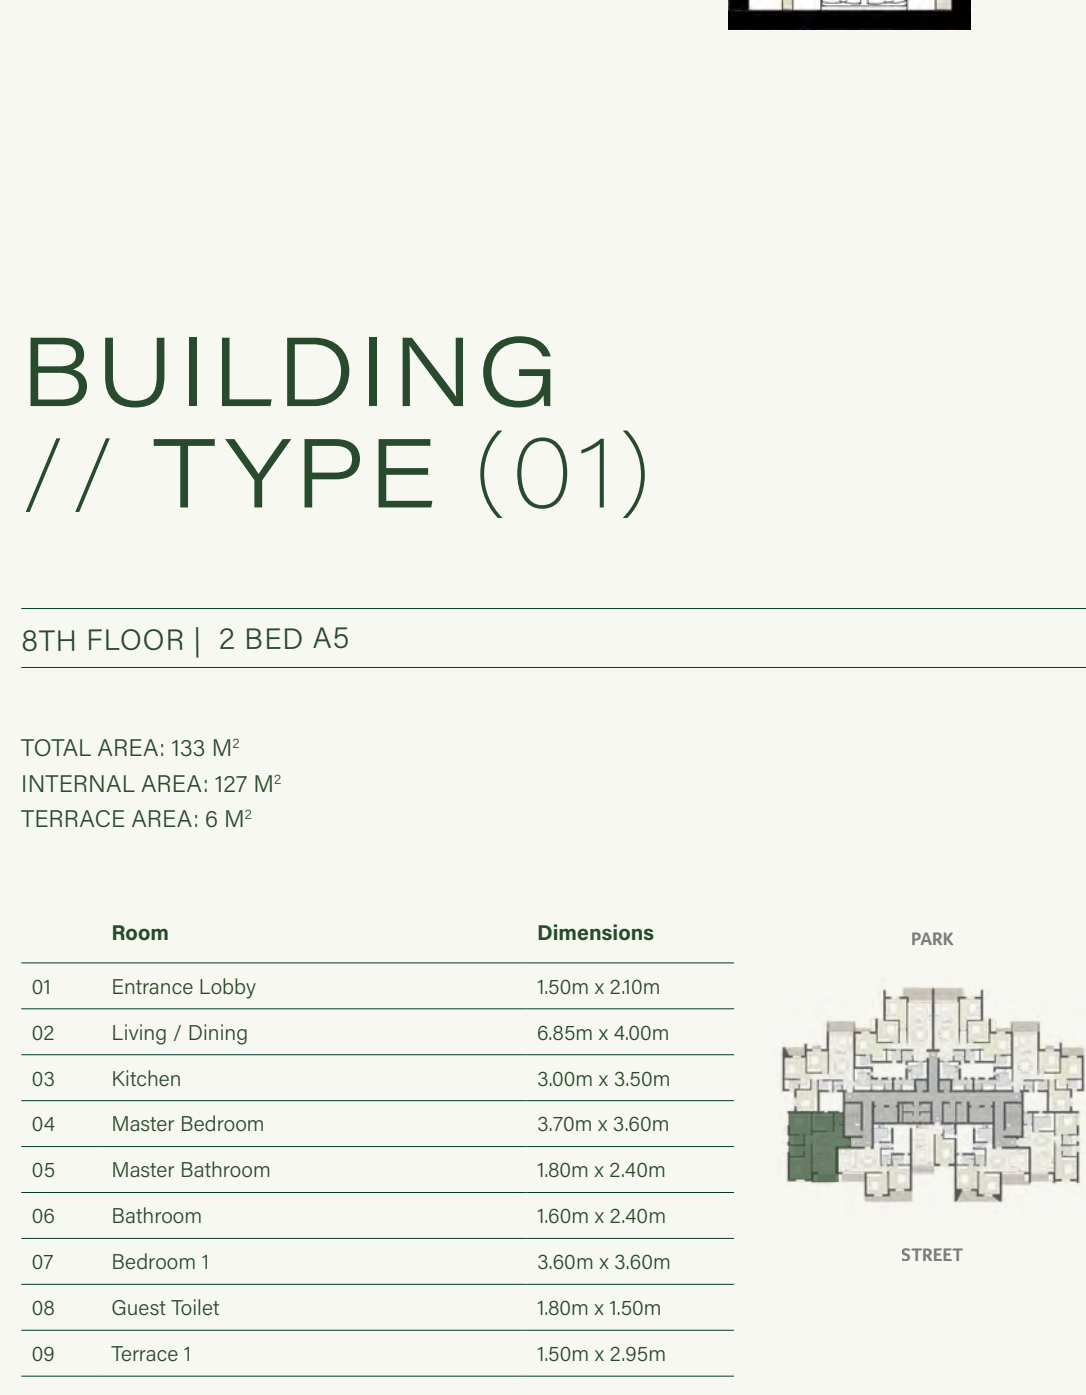 BUILDING
// TYPE (01)
8TH FLOOR | 2 BED A5
TOTAL AREA: 133 M²
INTERNAL AREA: 127 M²
TERRACE AREA: 6 M²
Room Dimensions
01 Entrance Lobby 1.50m x 2.10m
02 Living / Dining 6.85m x 4.00m
03 Kitchen 3.00m x 3.50m
04 Master Bedroom 3.70m x 3.60m
05 Master Bathroom 1.80m x 2.40m
06 Bathroom 1.60m x 2.40m
07 Bedroom 1 3.60m x 3.60m
08 Guest Toilet 1.80m x 1.50m
09 Terrace 1 1.50m x 2.95m
PARK
STREET